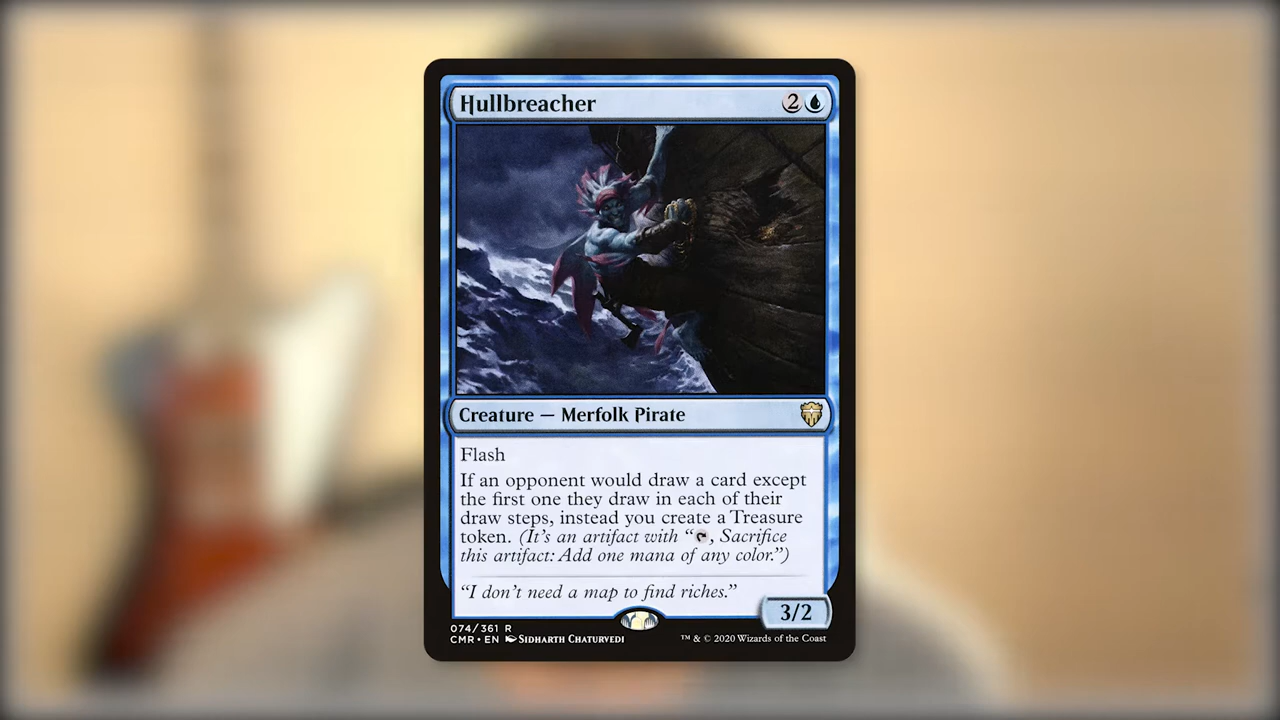 Hullbreacher 2
Creature — Merfolk Pirate
Flash
If an opponent would draw a card except
the first one they draw in each of their
draw steps, instead you create a Treasure
token. (It's an artifact with “, Sacrifice
this artifact: Add one mana of any color.”)
“I don't need a map to find riches.”
3/2
074/361 R
CMR • EN SIDHARTH CHATURVEDI
™ & © 2020 Wizards of the Coast